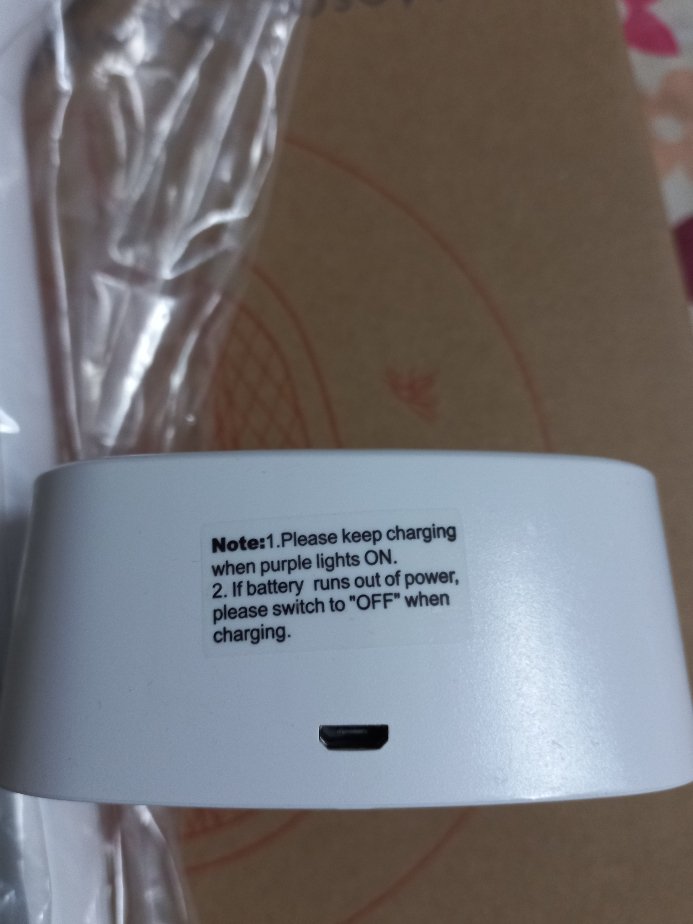 Note:1.Please keep charging
when purple lights ON.
2. If battery  runs out of power,
please switch to "OFF" when
charging.